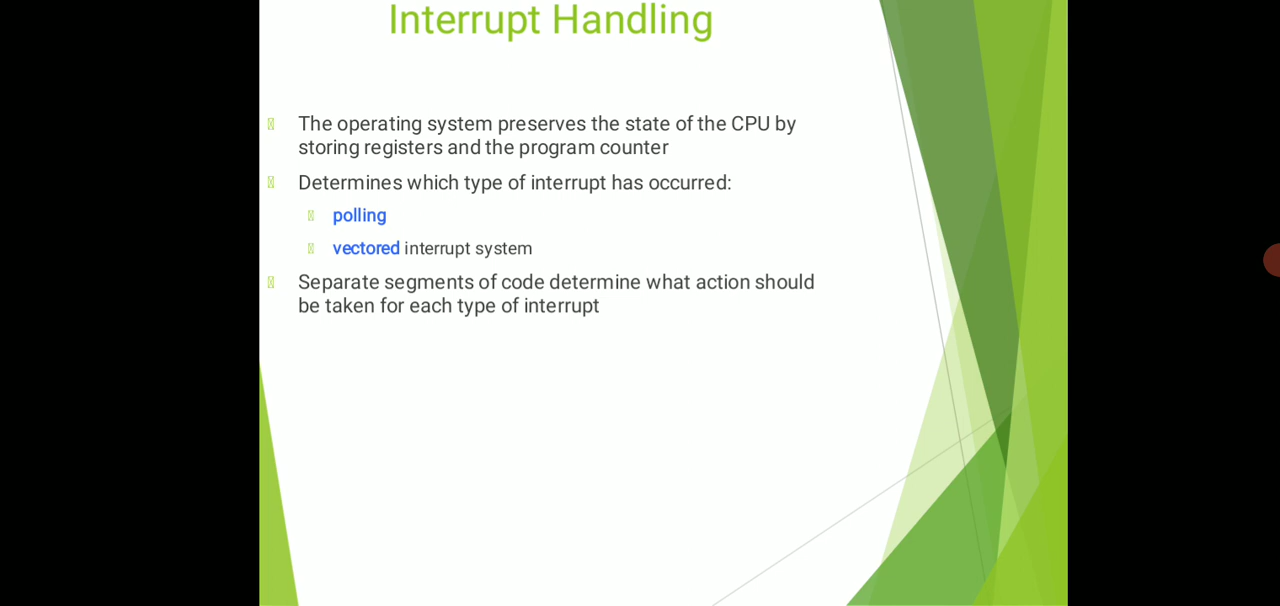 Interrupt Handling
The operating system preserves the state of the CPU by
storing registers and the program counter
Determines which type of interrupt has occurred:
polling
vectored interrupt system
Separate segments of code determine what action should
be taken for each type of interrupt